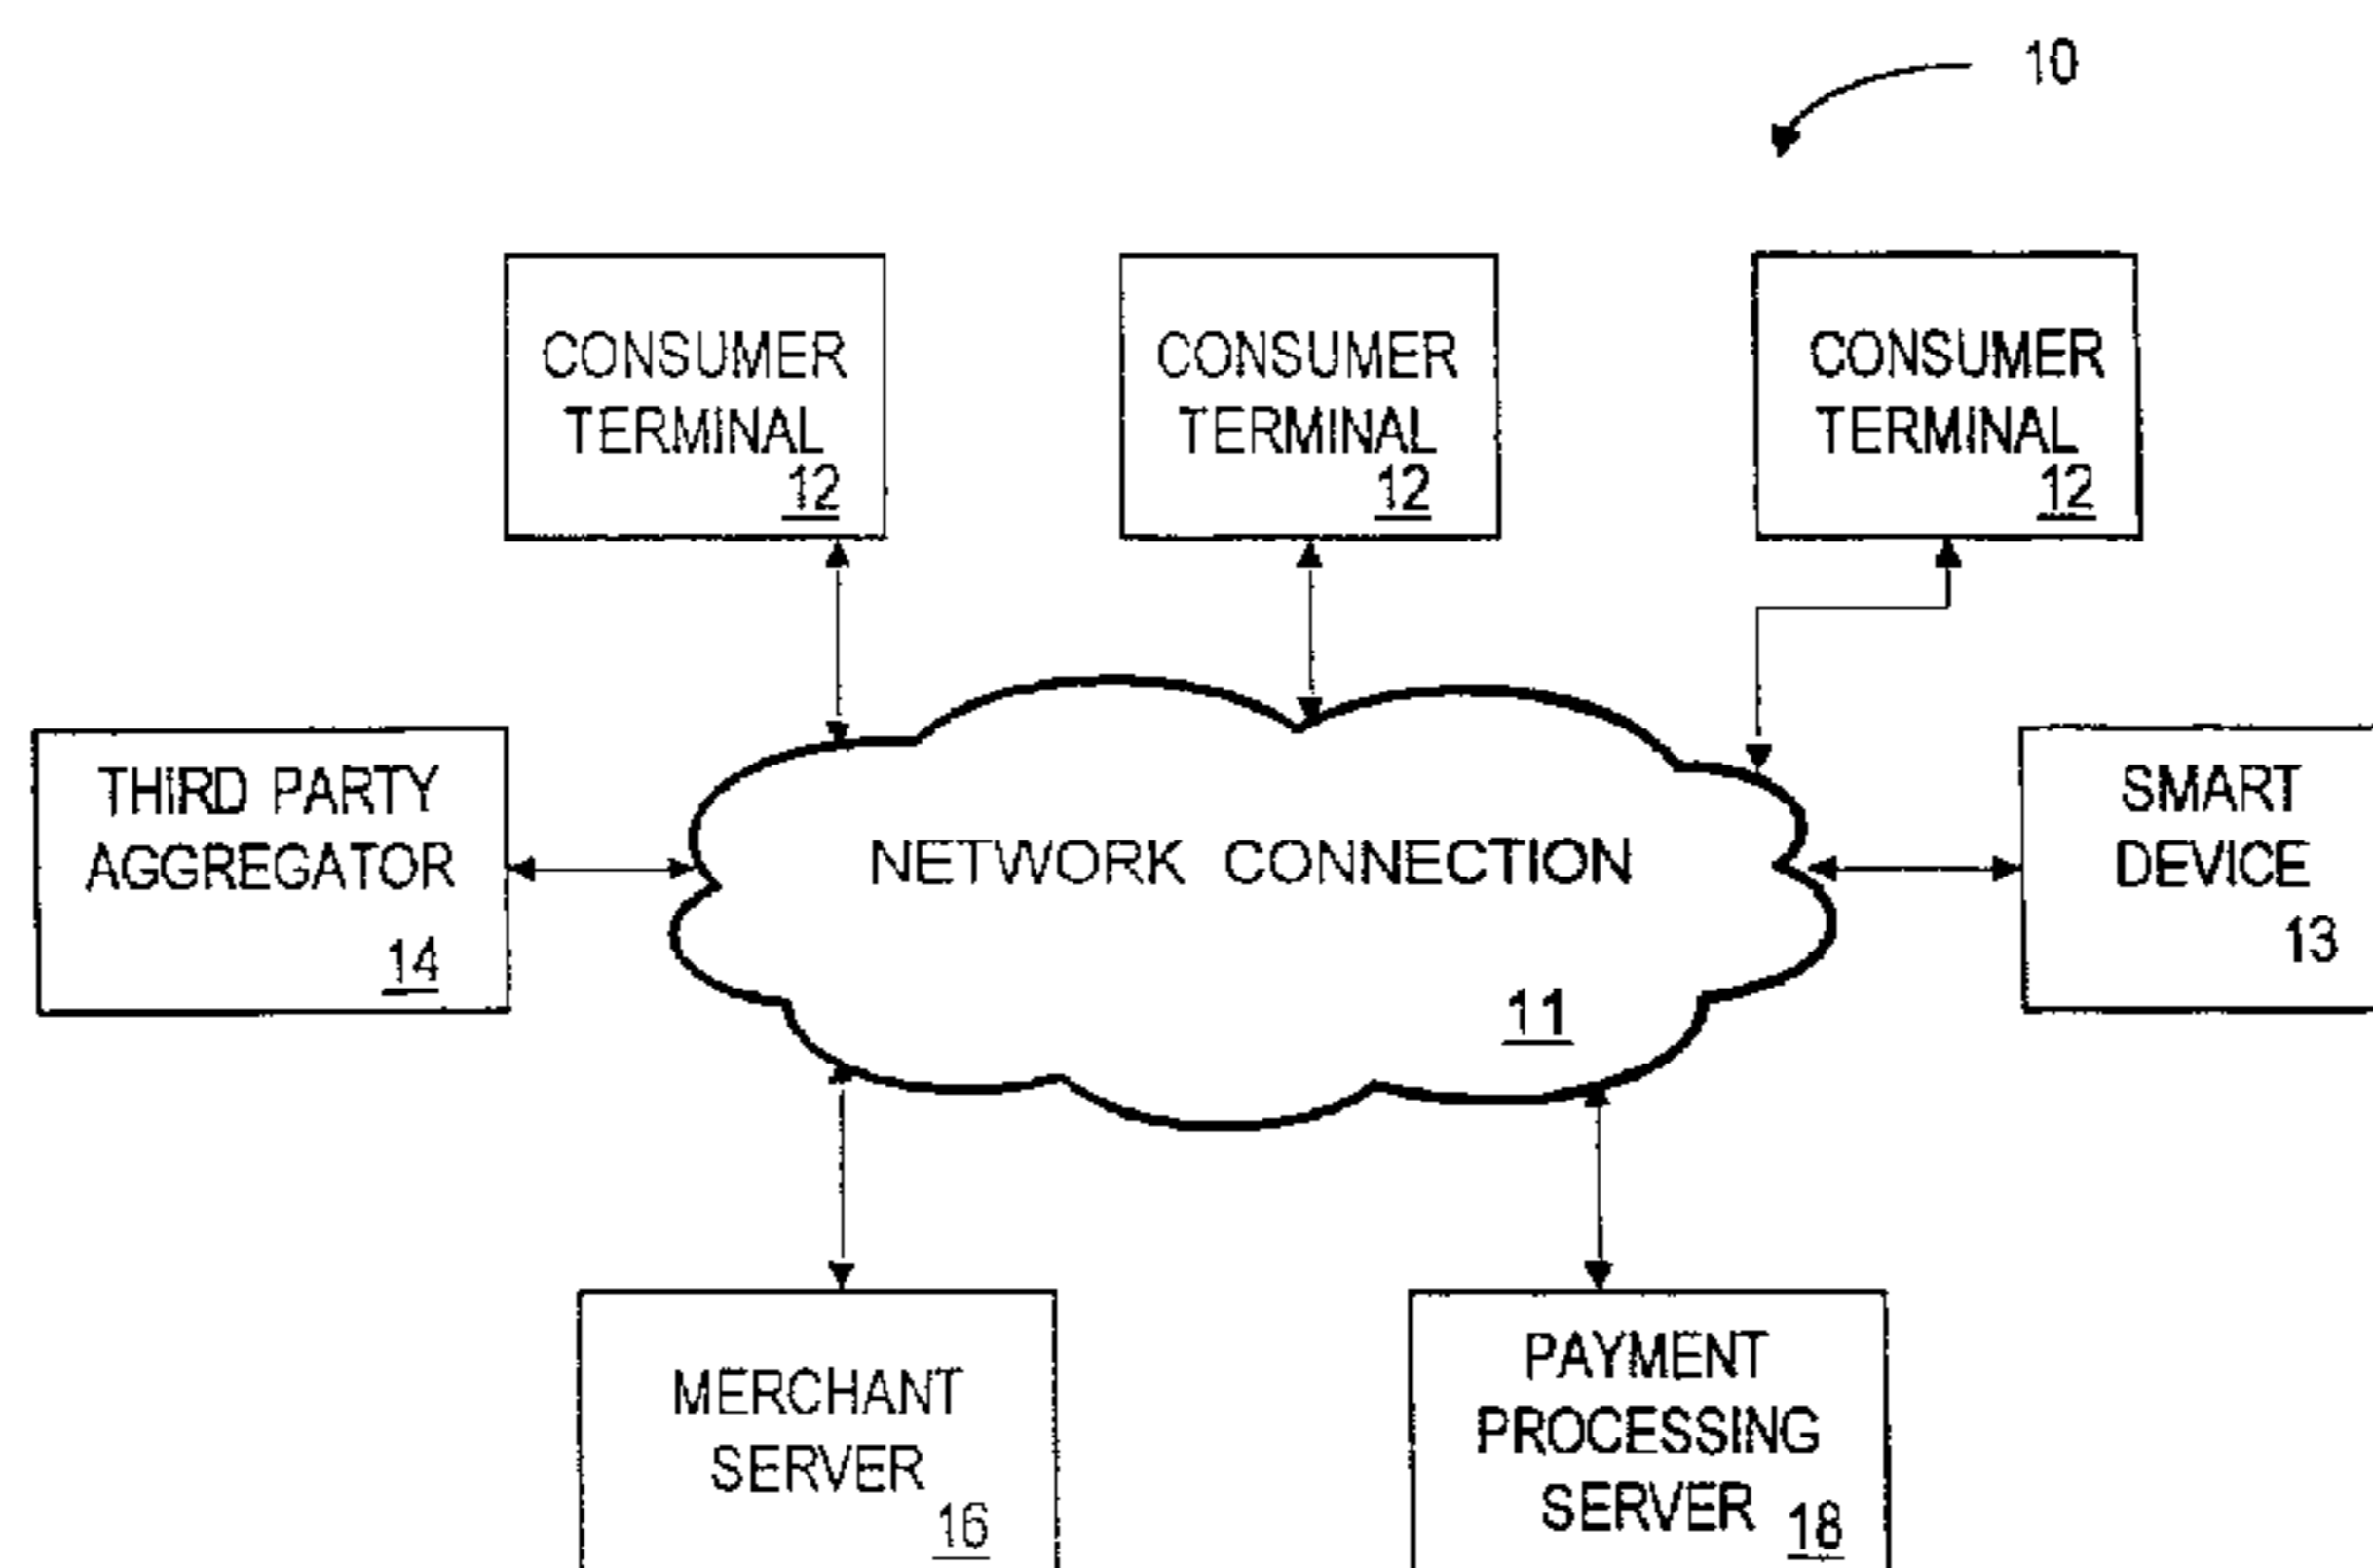 10
CONSUMER
TERMINAL
12
CONSUMER
TERMINAL
12
CONSUMER
TERMINAL
12
THIRD PARTY
AGGREGATOR
14
NETWORK CONNECTION
11
SMART
DEVICE
13
MERCHANT
SERVER
16
PAYMENT
PROCESSING
SERVER 18